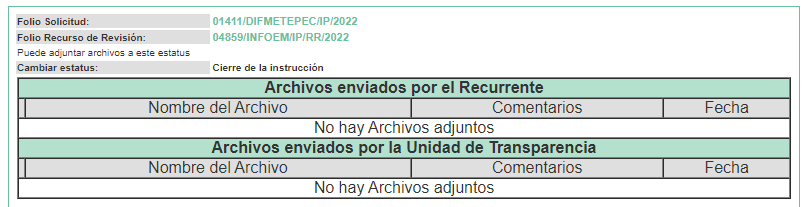 Folio Solicitud: 01411/DIFMETEPEC/IP/2022
Folio Recurso de Revisión: 04859/INFOEM/IP/RR/2022
Puede adjuntar archivos a este estatus
Cambiar estatus: Cierre de la instrucción
Archivos enviados por el Recurrente
Nombre del Archivo Comentarios Fecha
No hay Archivos adjuntos
Archivos enviados por la Unidad de Transparencia
Nombre del Archivo Comentarios Fecha
No hay Archivos adjuntos